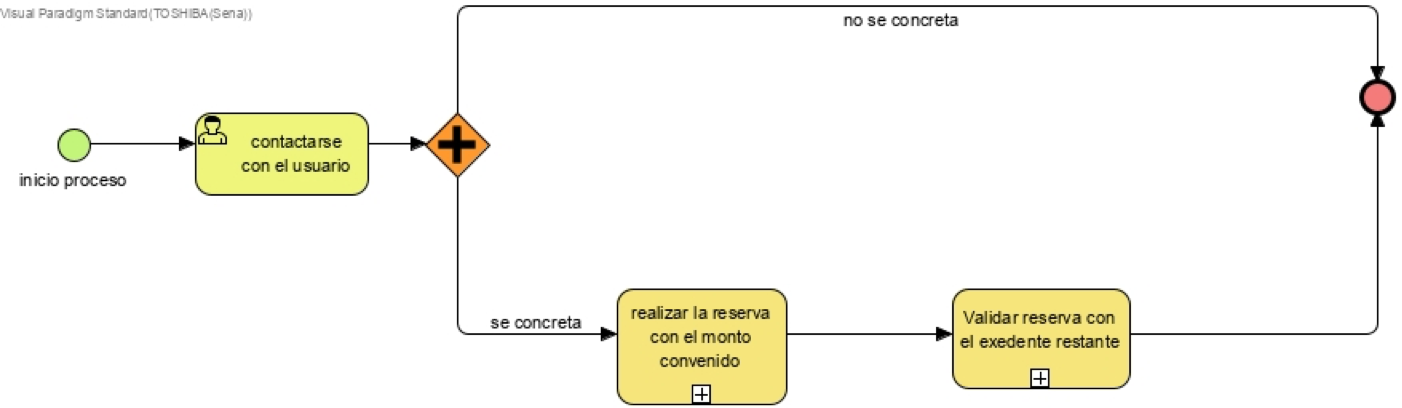 Visual Paradigm Standard(TOSHIBA(Sena))
no se concreta
contactarse
con el usuario
inicio proceso
se concreta
realizar la reserva
con el monto
convenido
Validar reserva con
el exedente restante